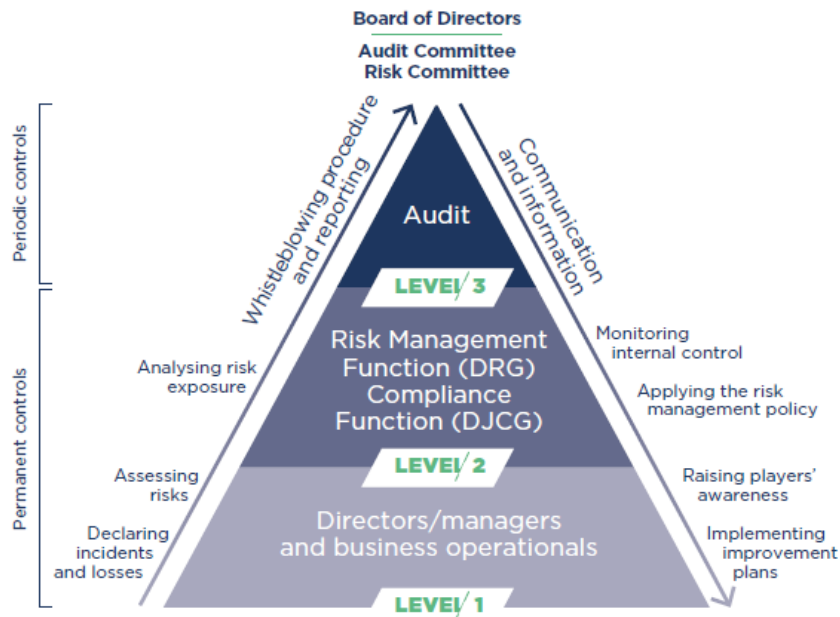 Board of Directors
Audit Committee
Risk Committee
Periodic controls
Permanent controls
Whistleblowing procedure
and reporting
Communication
and information
Audit
LEVEL 3
Analysing risk
exposure
Risk Management
Function (DRG)
Compliance
Function (DJCG)
Monitoring
internal control
Applying the risk
management policy
LEVEL 2
Assessing
risks
Raising players'
awareness
Declaring
incidents
and losses
Directors/managers
and business operationals
Implementing
improvement
plans
LEVEL 1